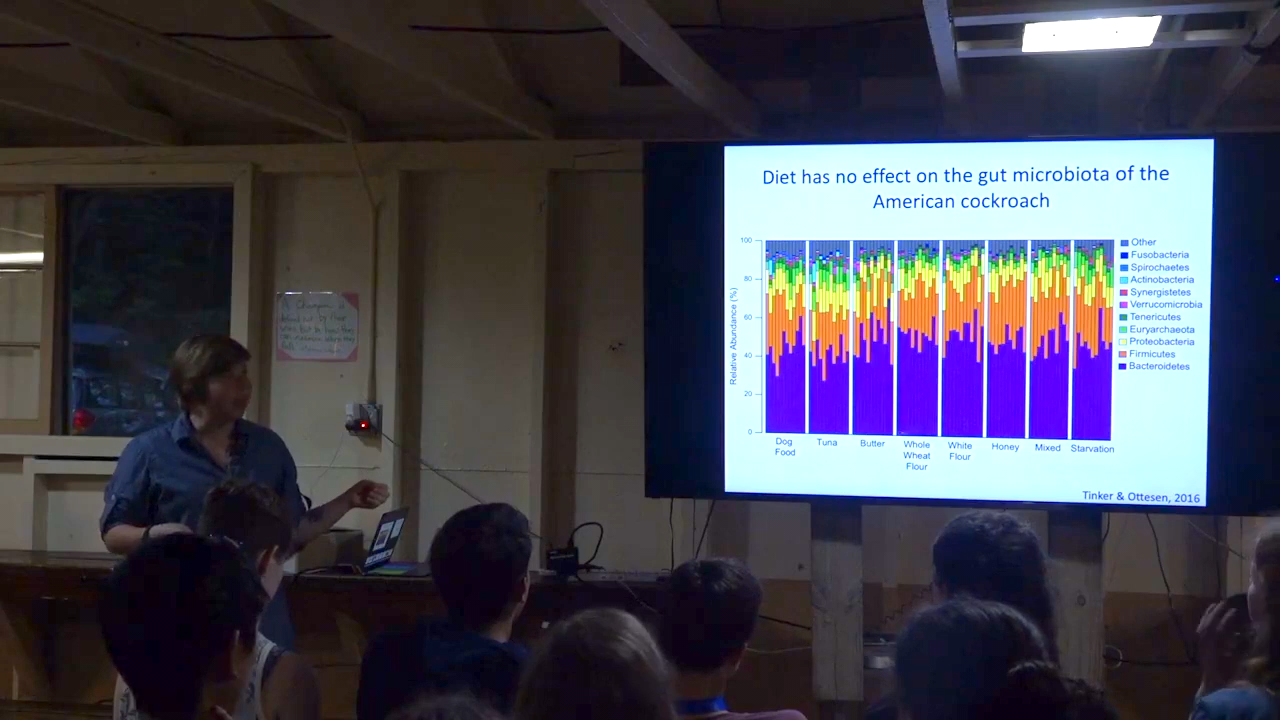 Diet has no effect on the gut microbiota of the
American cockroach
Relative Abundance (%)
100
80
60
40
20
0
Dog
Food
Tuna
Butter
Whole
Wheat
Flour
White
Flour
Honey
Mixed
Starvation
Other
Fusobacteria
Spirochaetes
Actinobacteria
Synergistetes
Verrucomicrobia
Tenericutes
Euryarchaeota
Proteobacteria
Firmicutes
Bacteroidetes
Tinker & Ottesen, 2016
A Champion is